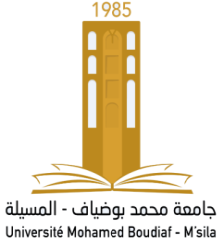 1985
جامعة محمد بوضياف - المسيلة
Université Mohamed Boudiaf - M'sila